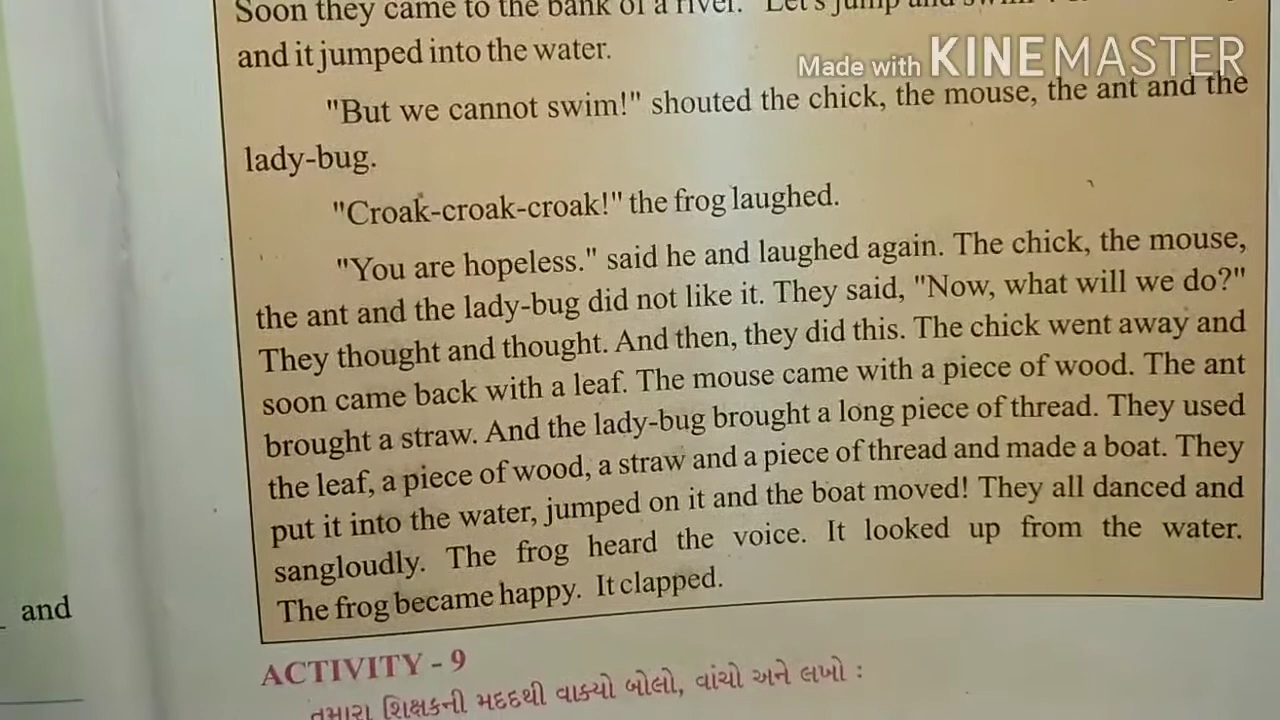 Soon they came to the bank of a river. "Let's jump and swim
and it jumped into the water.
Made with KINEMASTER
"But we cannot swim!" shouted the chick, the mouse, the ant and the
lady-bug.
"Croak-croak-croak!" the frog laughed.
"You are hopeless." said he and laughed again. The chick, the mouse,
the ant and the lady-bug did not like it. They said, "Now, what will we do?"
They thought and thought. And then, they did this. The chick went away and
soon came back with a leaf. The mouse came with a piece of wood. The ant
brought a straw. And the lady-bug brought a long piece of thread. They used
the leaf, a piece of wood, a straw and a piece of thread and made a boat. They
put it into the water, jumped on it and the boat moved! They all danced and
sangloudly. The frog heard the voice. It looked up from the water.
The frog became happy. It clapped.
and
ACTIVITY - 9
તમારા શિક્ષકની મદદથી વાક્યો બોલો, વાંચો અને લખો :